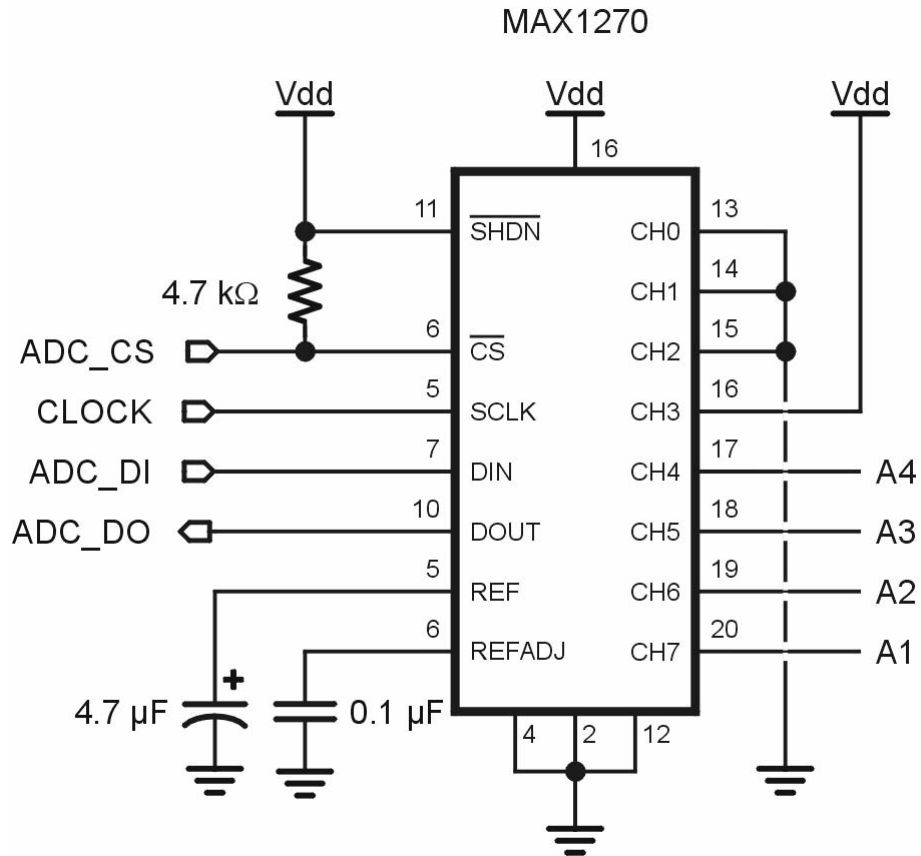 MAX1270
Vdd
Vdd
Vdd
16
11
SHDN
CH0
13
4.7 kΩ
CH1
14
ADC_CS
6
CS
CH2
15
CLOCK
5
SCLK
CH3
16
ADC_DI
7
DIN
CH4
17
A4
ADC_DO
10
DOUT
CH5
18
A3
5
REF
CH6
19
A2
6
REFADJ
CH7
20
A1
+
4.7 µF
0.1 µF
4
2
12